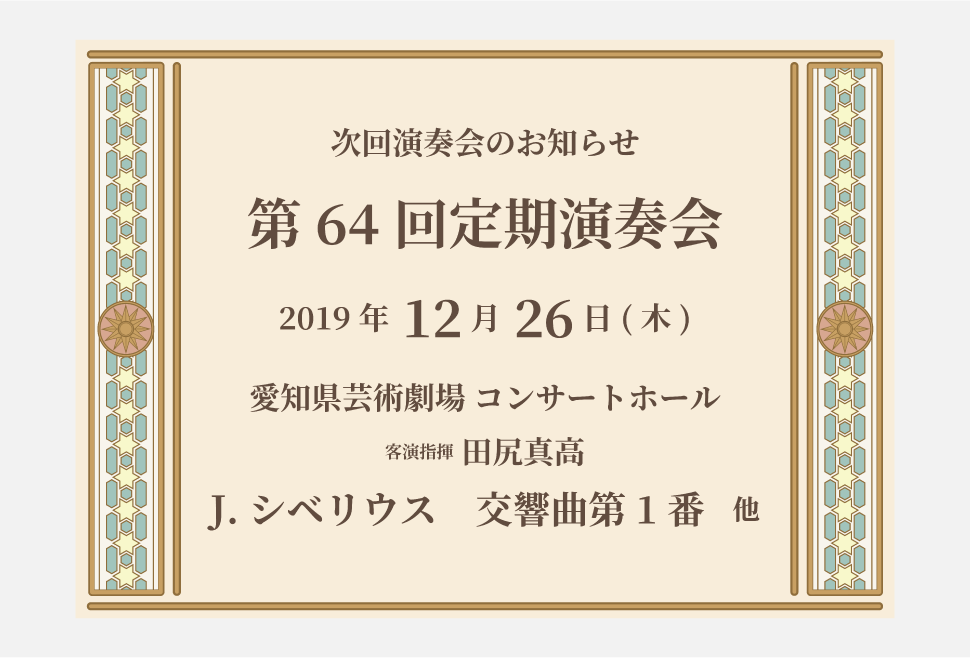 次回演奏会のお知らせ
第 64 回定期演奏会
2019 年 12 月 26 日 ( 木 )
愛知県芸術劇場 コンサートホール
客演指揮 田尻真高
J. シベリウス　交響曲第 1 番　他